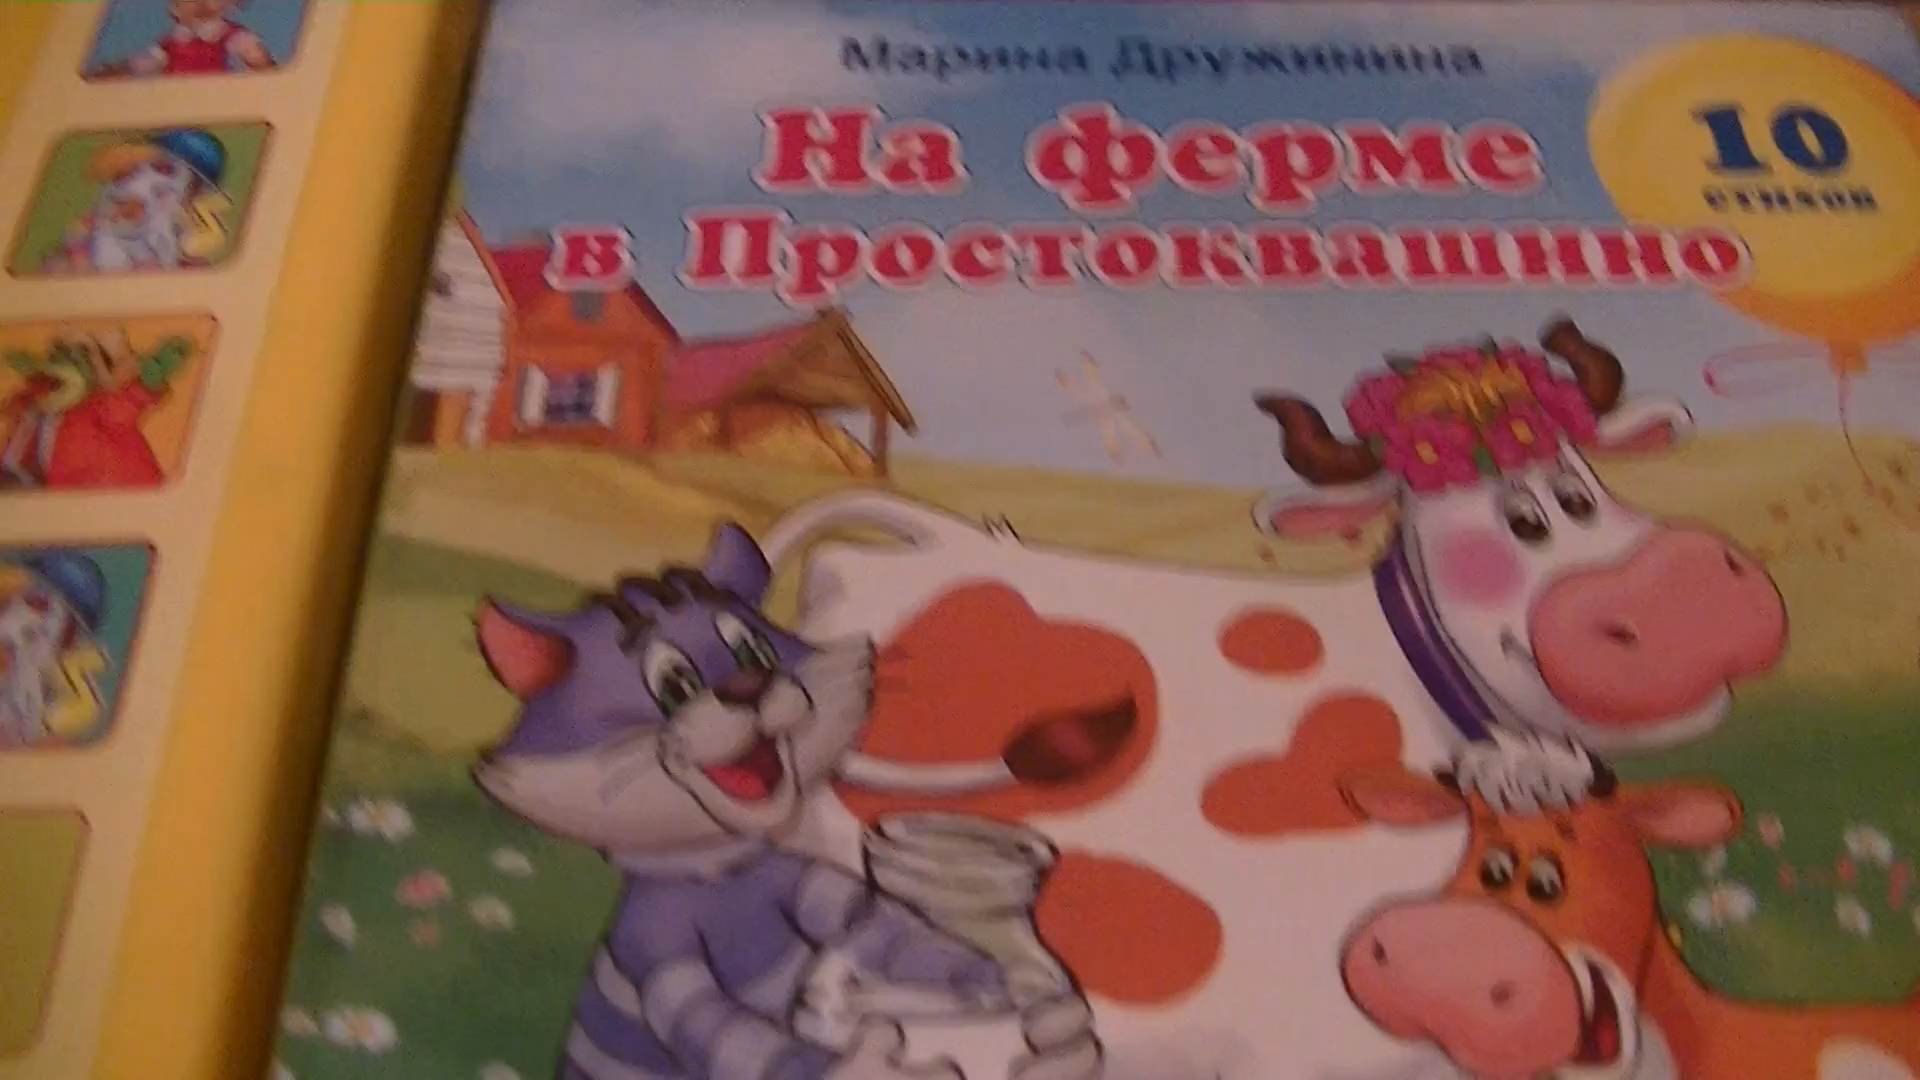 Марина Дружинина
На ферме
в Простоквашино
10
стихов